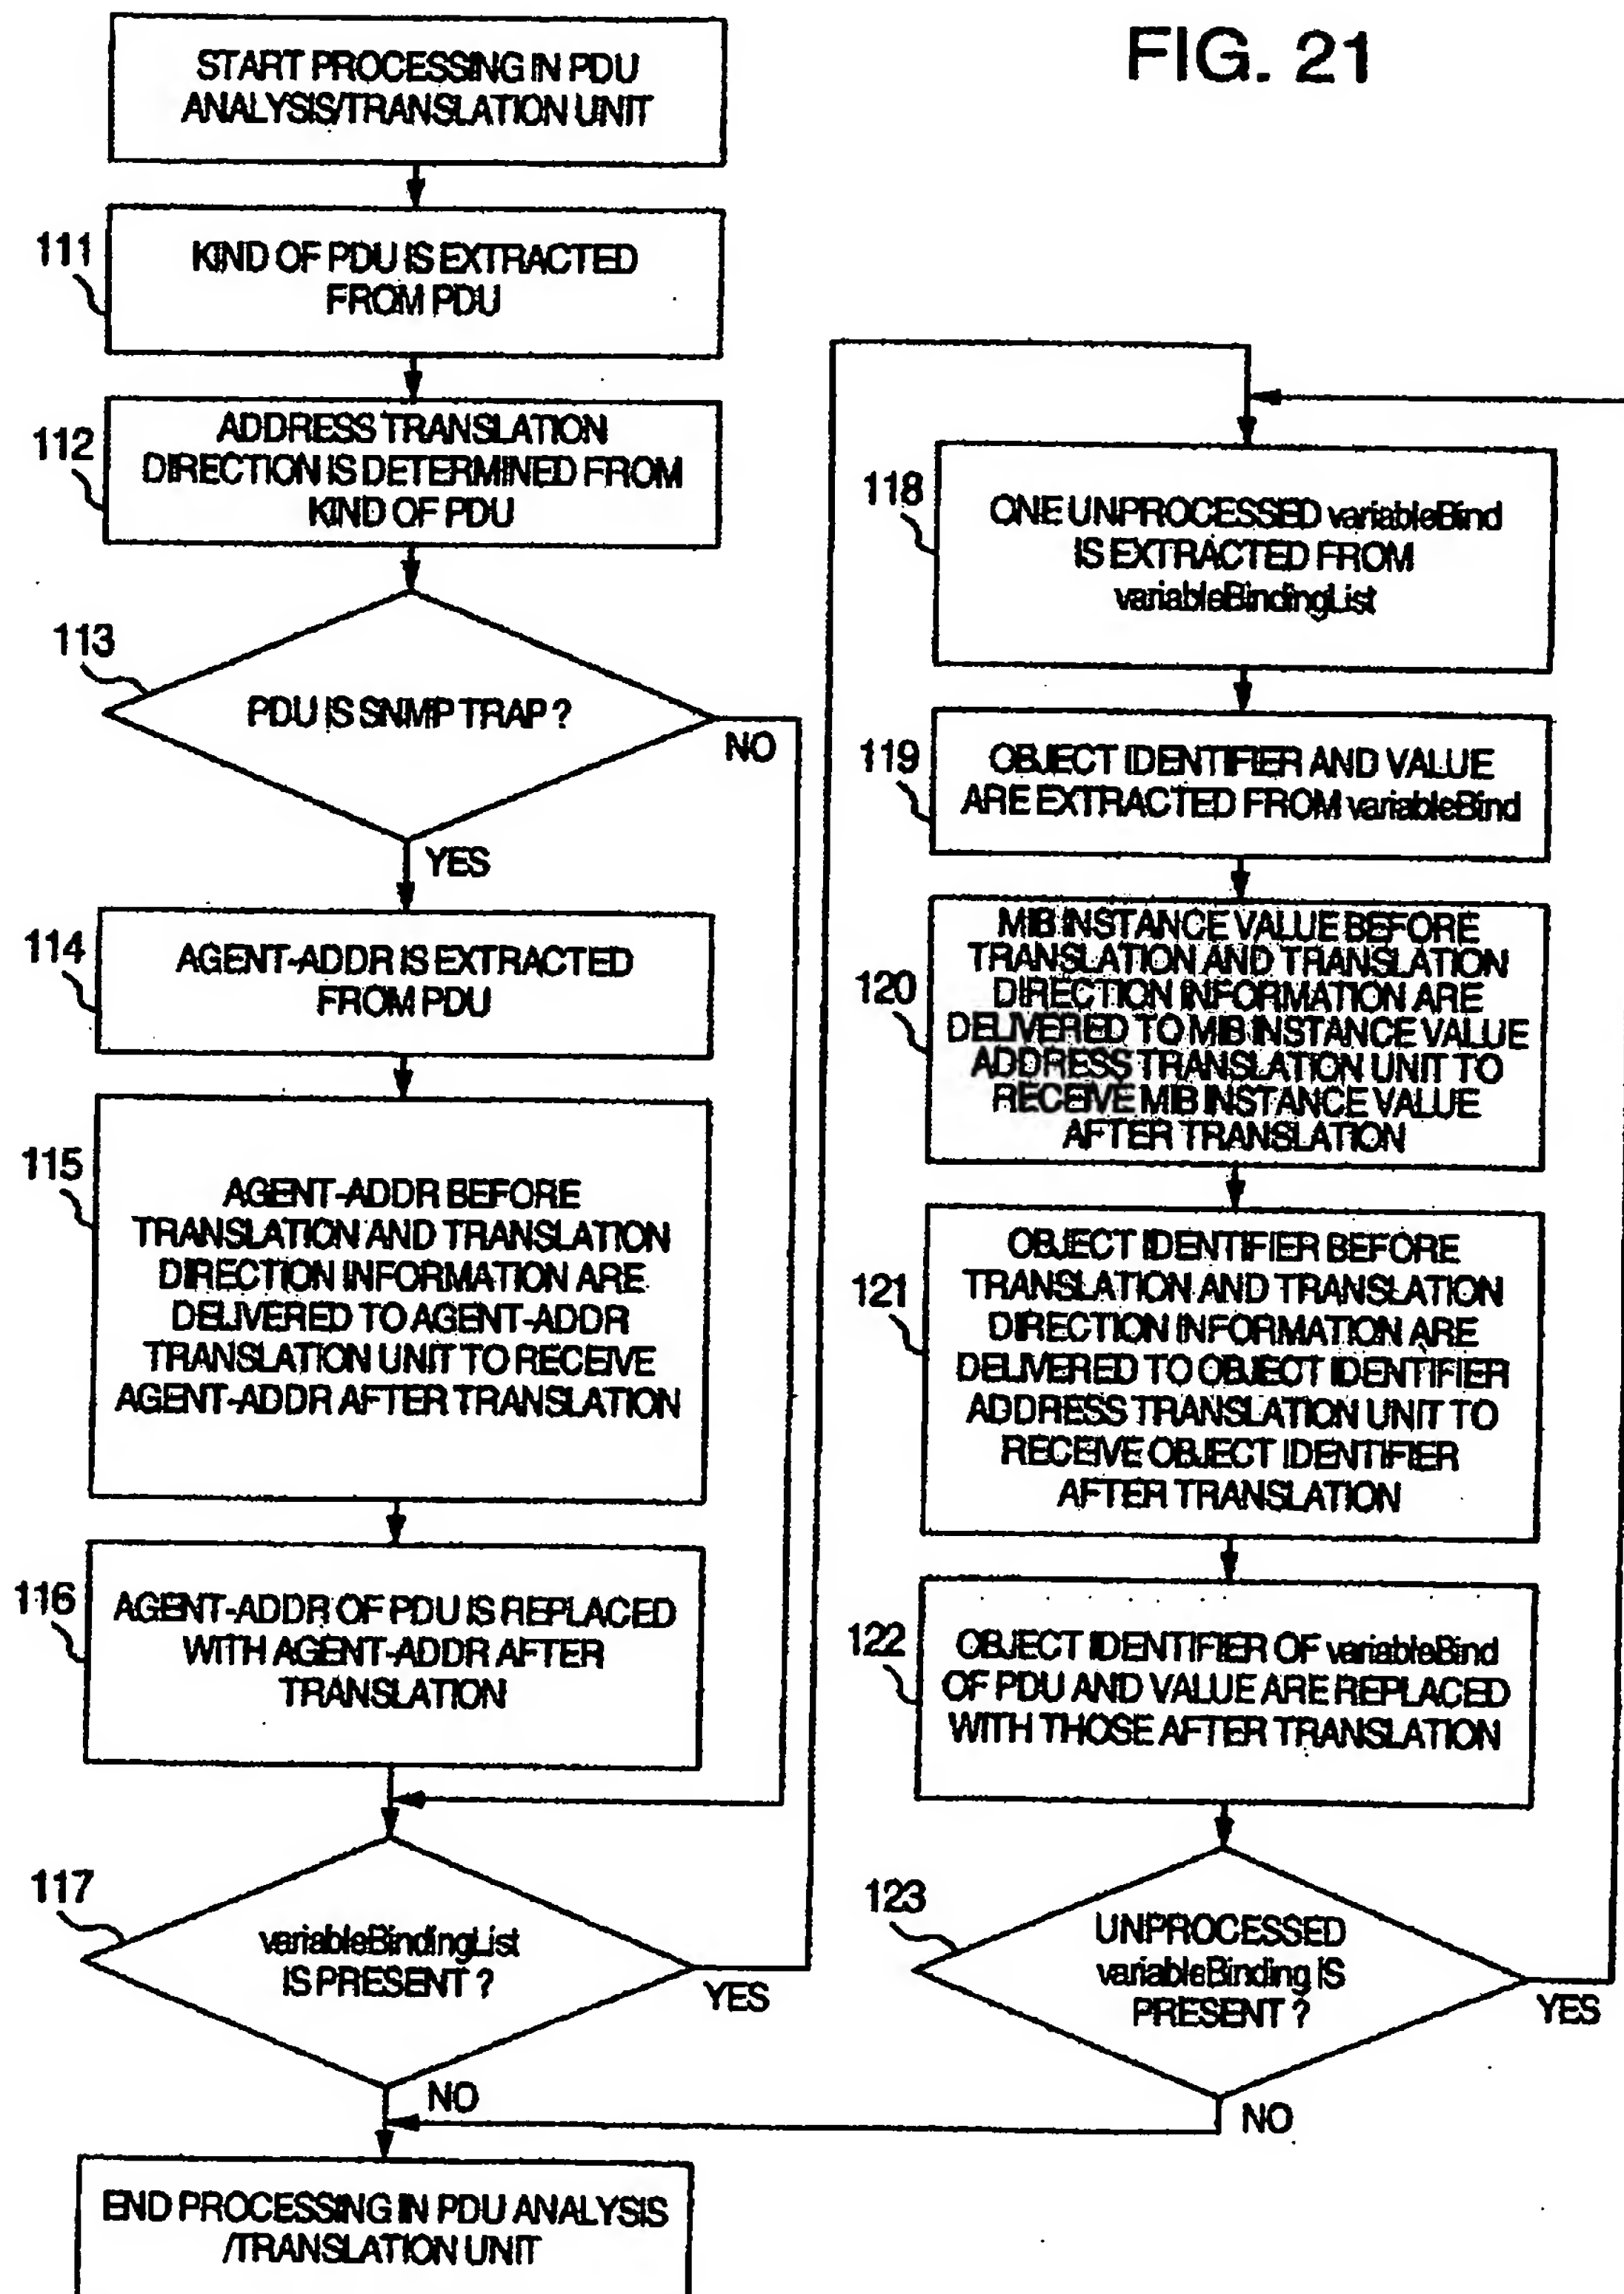 FIG. 21
START PROCESSING IN PDU
ANALYSIS/TRANSLATION UNIT
111
KIND OF PDU IS EXTRACTED
FROM PDU
112
ADDRESS TRANSLATION
DIRECTION IS DETERMINED FROM
KIND OF PDU
113
PDU IS SNMP TRAP ?
NO
YES
114
AGENT-ADDR IS EXTRACTED
FROM PDU
115
AGENT-ADDR BEFORE
TRANSLATION AND TRANSLATION
DIRECTION INFORMATION ARE
DELIVERED TO AGENT-ADDR
TRANSLATION UNIT TO RECEIVE
AGENT-ADDR AFTER TRANSLATION
116
AGENT-ADDR OF PDU IS REPLACED
WITH AGENT-ADDR AFTER
TRANSLATION
117
variableBindingList
IS PRESENT ?
YES
NO
118
ONE UNPROCESSED variableBind
IS EXTRACTED FROM
variableBindingList
119
OBJECT IDENTIFIER AND VALUE
ARE EXTRACTED FROM variableBind
120
MIB INSTANCE VALUE BEFORE
TRANSLATION AND TRANSLATION
DIRECTION INFORMATION ARE
DELIVERED TO MIB INSTANCE VALUE
ADDRESS TRANSLATION UNIT TO
RECEIVE MIB INSTANCE VALUE
AFTER TRANSLATION
121
OBJECT IDENTIFIER BEFORE
TRANSLATION AND TRANSLATION
DIRECTION INFORMATION ARE
DELIVERED TO OBJECT IDENTIFIER
ADDRESS TRANSLATION UNIT TO
RECEIVE OBJECT IDENTIFIER
AFTER TRANSLATION
122
OBJECT IDENTIFIER OF variableBind
OF PDU AND VALUE ARE REPLACED
WITH THOSE AFTER TRANSLATION
123
UNPROCESSED
variableBinding IS
PRESENT ?
YES
NO
END PROCESSING IN PDU ANALYSIS
/TRANSLATION UNIT